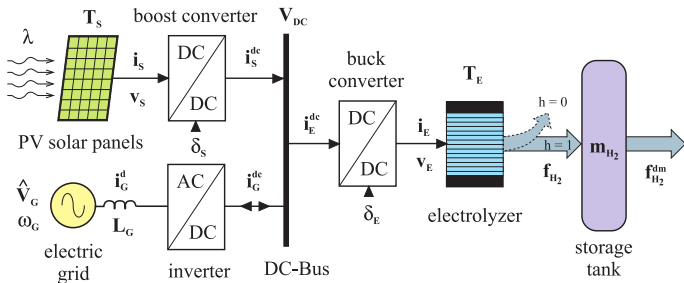 T_S
boost converter
V_DC
λ
i_S
v_S
DC
DC
i_S^dc
δ_S
PV solar panels
buck
converter
T_E
i_E^dc
DC
DC
i_E
v_E
δ_E
h = 0
h = 1
f_H2
m_H2
f_H2^dm
electrolyzer
storage
tank
V̂_G
ω_G
i_G^d
L_G
AC
DC
i_G^dc
electric
grid
inverter
DC-Bus